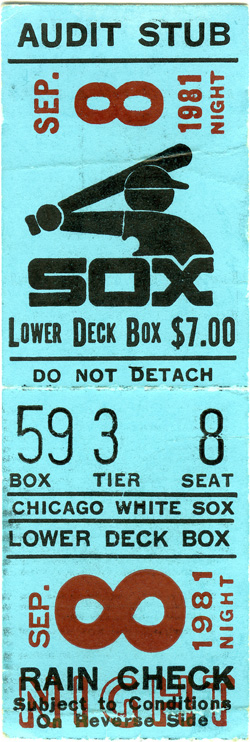 AUDIT STUB
SEP. 8 1981 NIGHT
SOX
LOWER DECK BOX $7.00
DO NOT DETACH
59 3 8
BOX TIER SEAT
CHICAGO WHITE SOX
LOWER DECK BOX
SEP. 8 1981 NIGHT
RAIN CHECK
NIGHT
Subject to Conditions
On Reverse Side